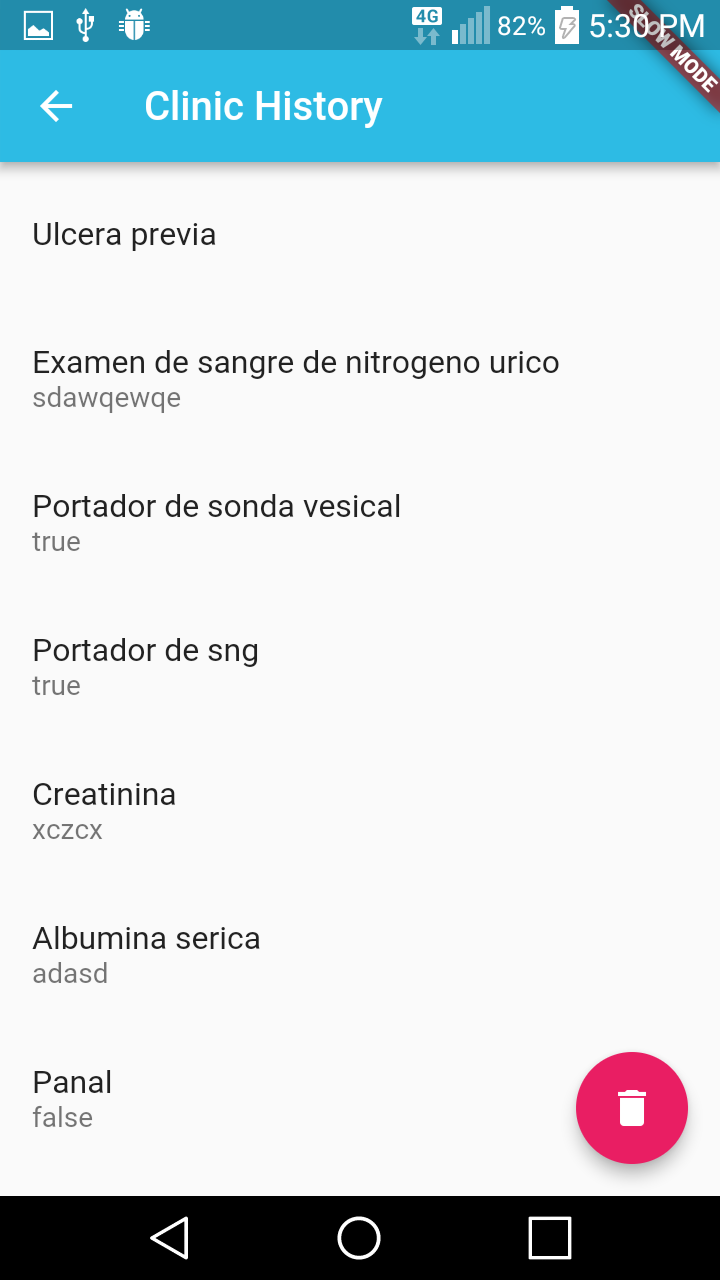 4G
82%
5:30 PM
SLOW MODE
Clinic History
Ulcera previa
Examen de sangre de nitrogeno urico
sdawqewqe
Portador de sonda vesical
true
Portador de sng
true
Creatinina
xczcx
Albumina serica
adasd
Panal
false